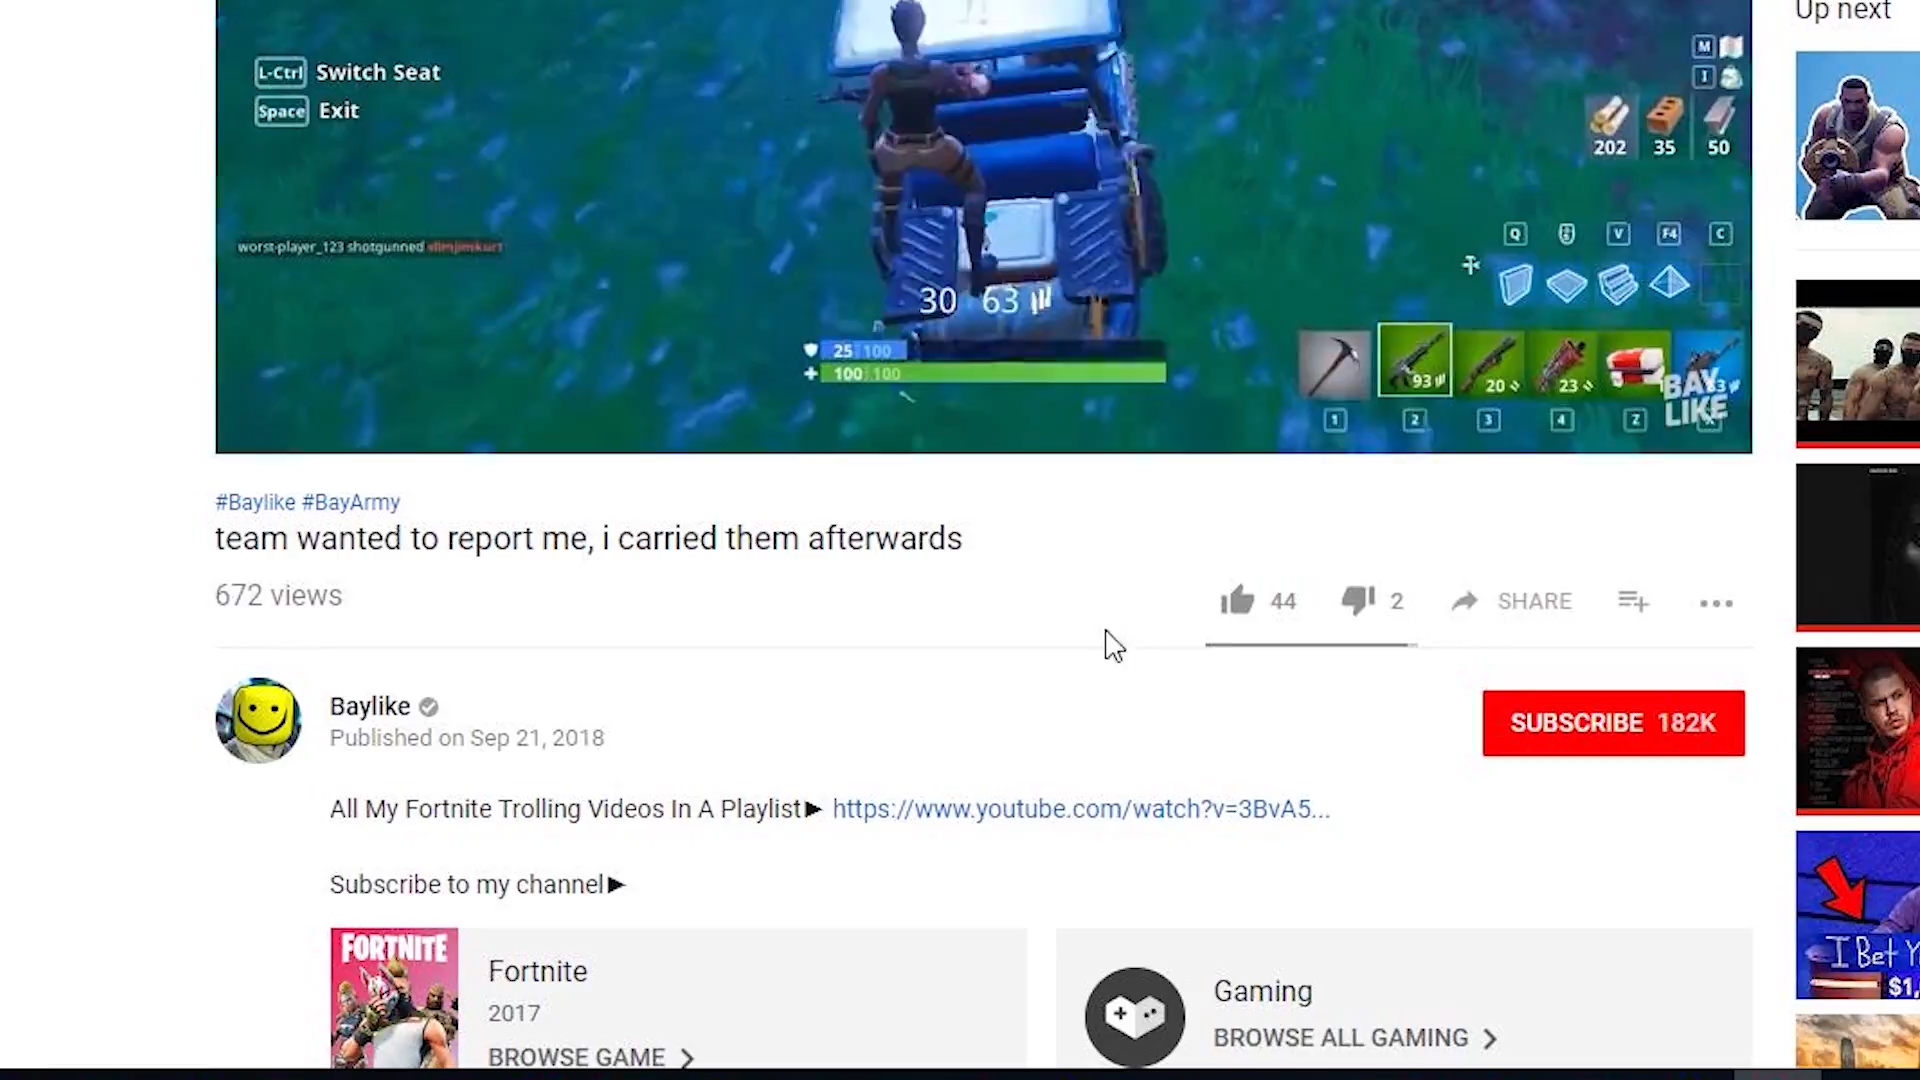 Up next
L-Ctrl Switch Seat
Space Exit
M
I
202 35 50
worst-player_123 shotgunned slimjimkurt
Q V F4 C
30 63
25 100
100 100
93 20 23
BAY
LIKE
1 2 3 4 Z X
#Baylike #BayArmy
team wanted to report me, i carried them afterwards
672 views
44 2 SHARE
Baylike
Published on Sep 21, 2018
SUBSCRIBE 182K
All My Fortnite Trolling Videos In A Playlist► https://www.youtube.com/watch?v=3BvA5...
Subscribe to my channel►
FORTNITE
Fortnite
2017
BROWSE GAME
Gaming
BROWSE ALL GAMING
I Bet Y
$1,